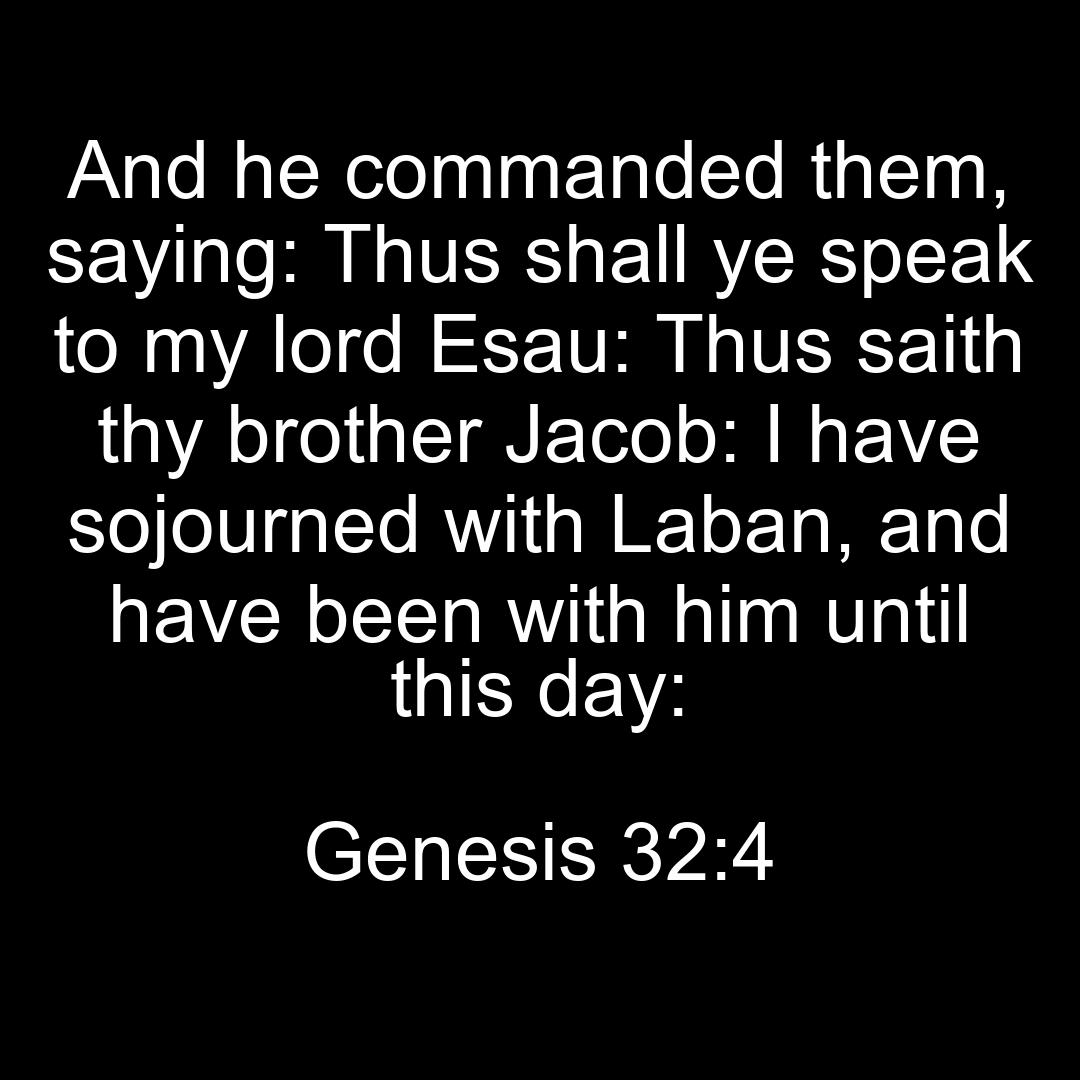 And he commanded them,
saying: Thus shall ye speak
to my lord Esau: Thus saith
thy brother Jacob: I have
sojourned with Laban, and
have been with him until
this day:
Genesis 32:4